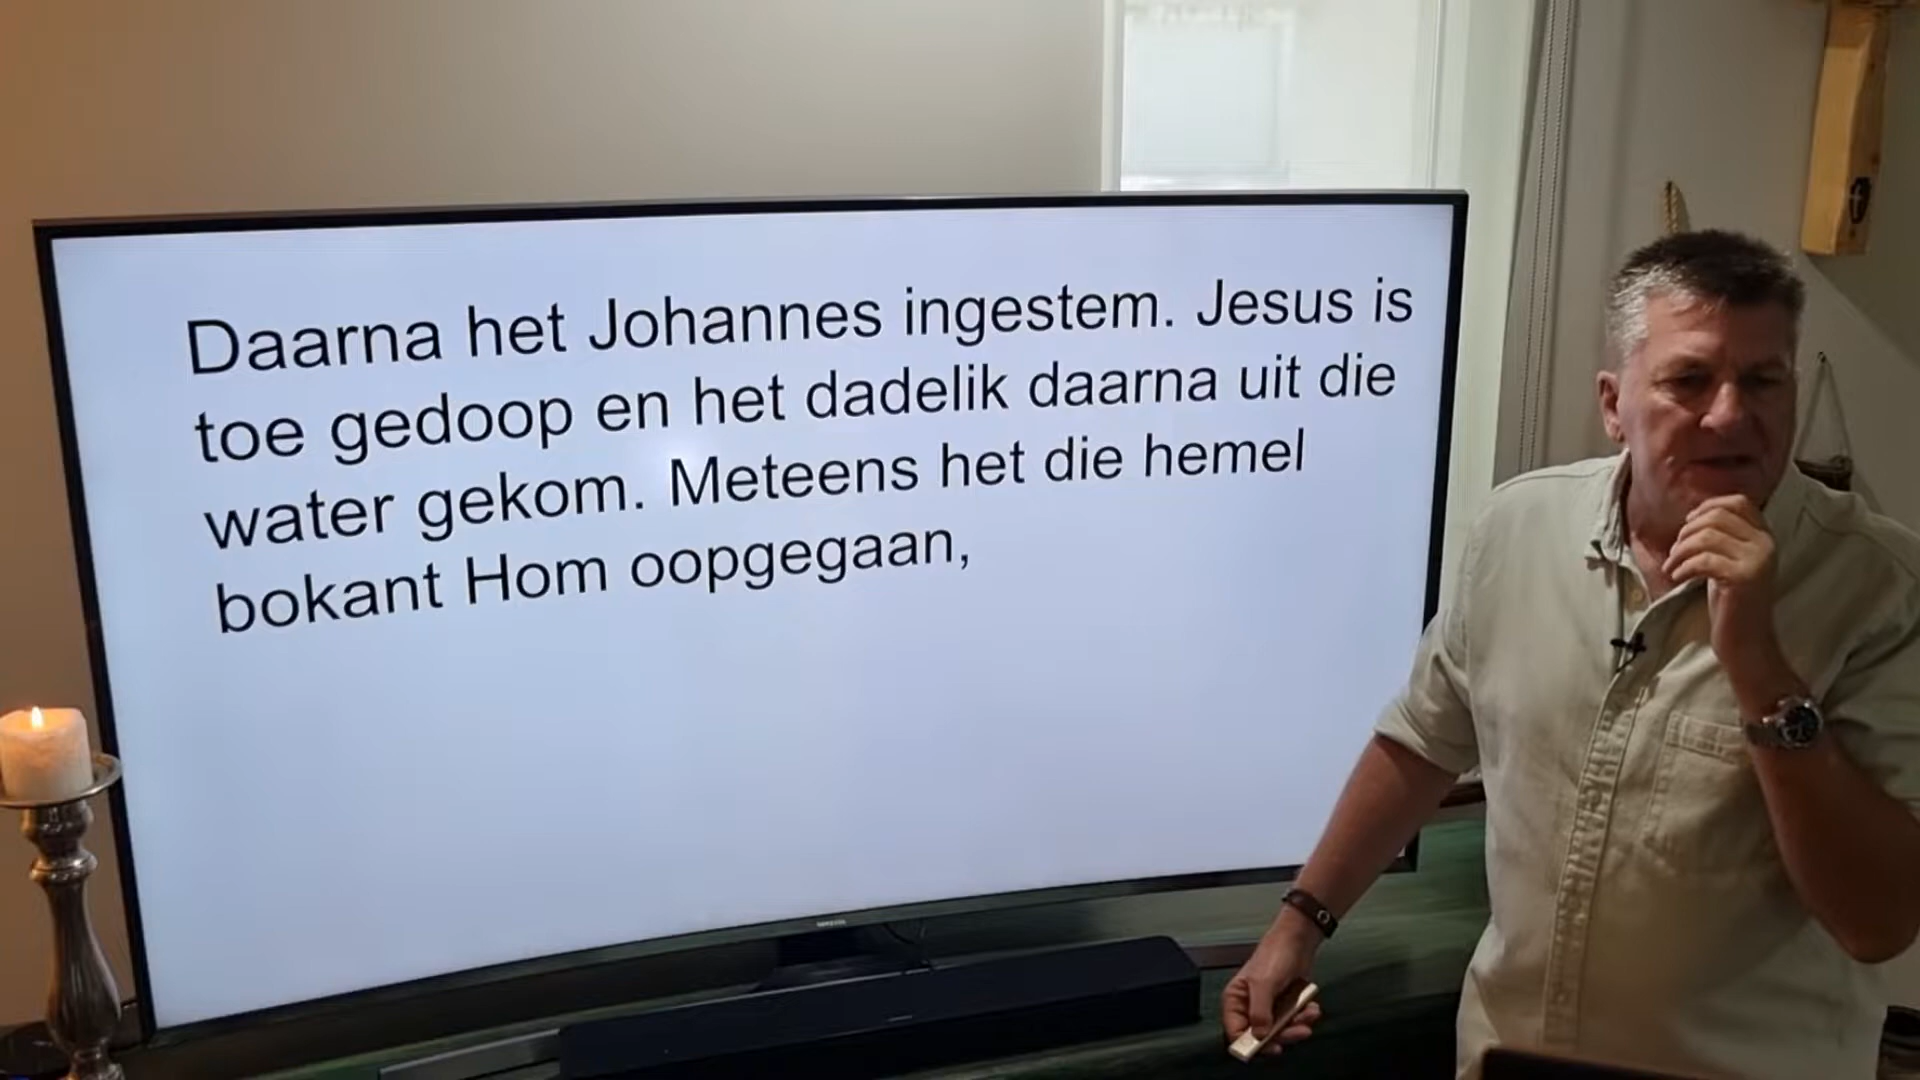 Daarna het Johannes ingestem. Jesus is
toe gedoop en het dadelik daarna uit die
water gekom. Meteens het die hemel
bokant Hom oopgegaan,